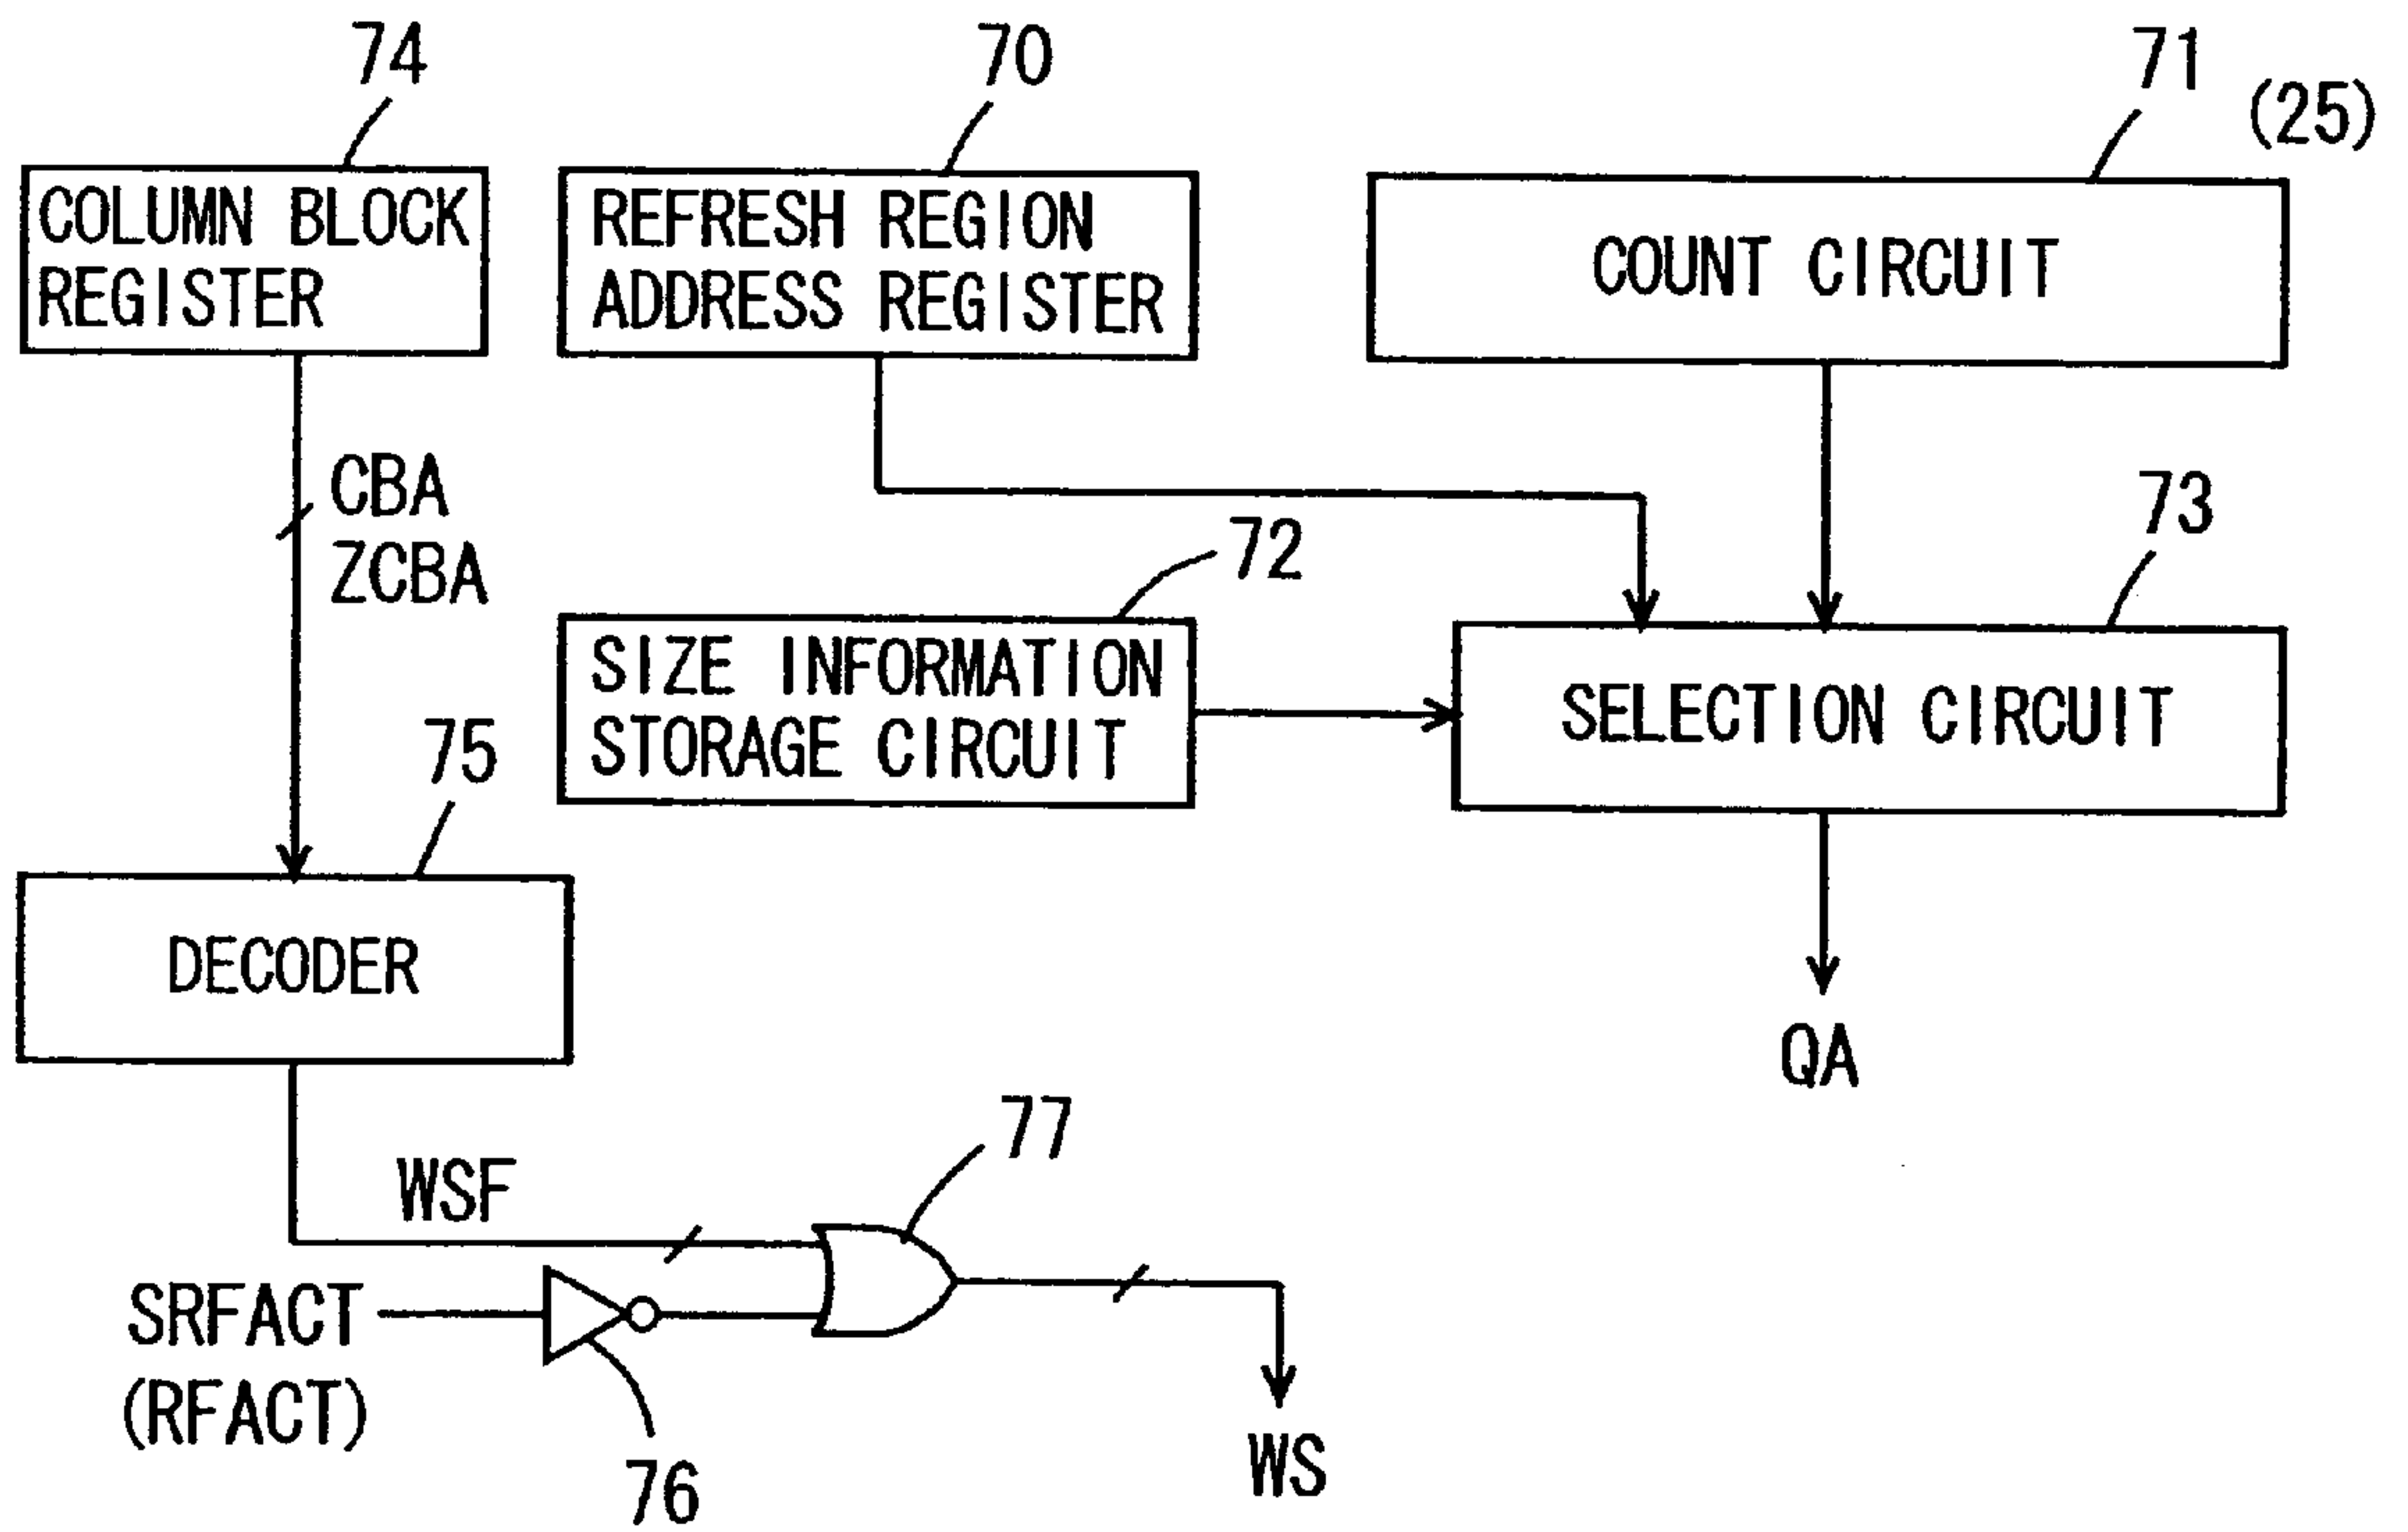 74
70
71
(25)
COLUMN BLOCK
REGISTER
REFRESH REGION
ADDRESS REGISTER
COUNT CIRCUIT
CBA
ZCBA
72
73
SIZE INFORMATION
STORAGE CIRCUIT
SELECTION CIRCUIT
75
DECODER
QA
77
WSF
SRFACT
(RFACT)
76
WS